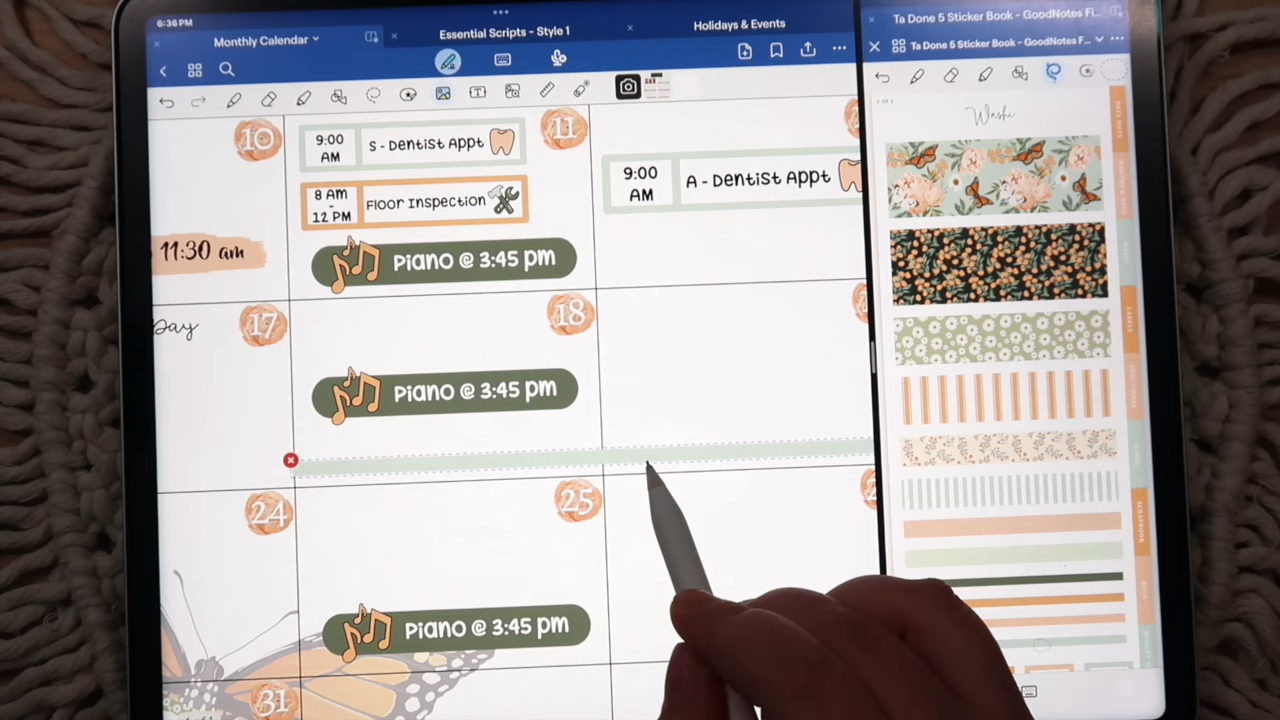 6:36 PM
Monthly Calendar
Essential Scripts - Style 1
Holidays & Events
Ta Done 5 Sticker Book - GoodNotes Fi...
Ta Done 5 Sticker Book - GoodNotes F...
10
11
9:00 AM
S - Dentist Appt
8 Am - 12 PM
Floor Inspection
11:30 am
Piano @ 3:45 pm
9:00 AM
A - Dentist Appt
Day
17
18
Piano @ 3:45 pm
24
25
Piano @ 3:45 pm
31
Washi
LABELS